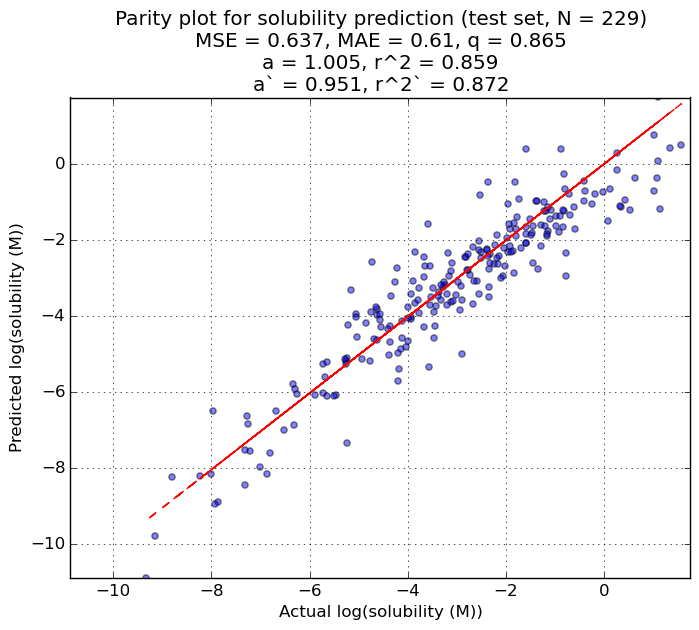 Parity plot for solubility prediction (test set, N = 229)
MSE = 0.637, MAE = 0.61, q = 0.865
a = 1.005, r^2 = 0.859
a` = 0.951, r^2` = 0.872
Predicted log(solubility (M))
0
−2
−4
−6
−8
−10
−10 −8 −6 −4 −2 0
Actual log(solubility (M))